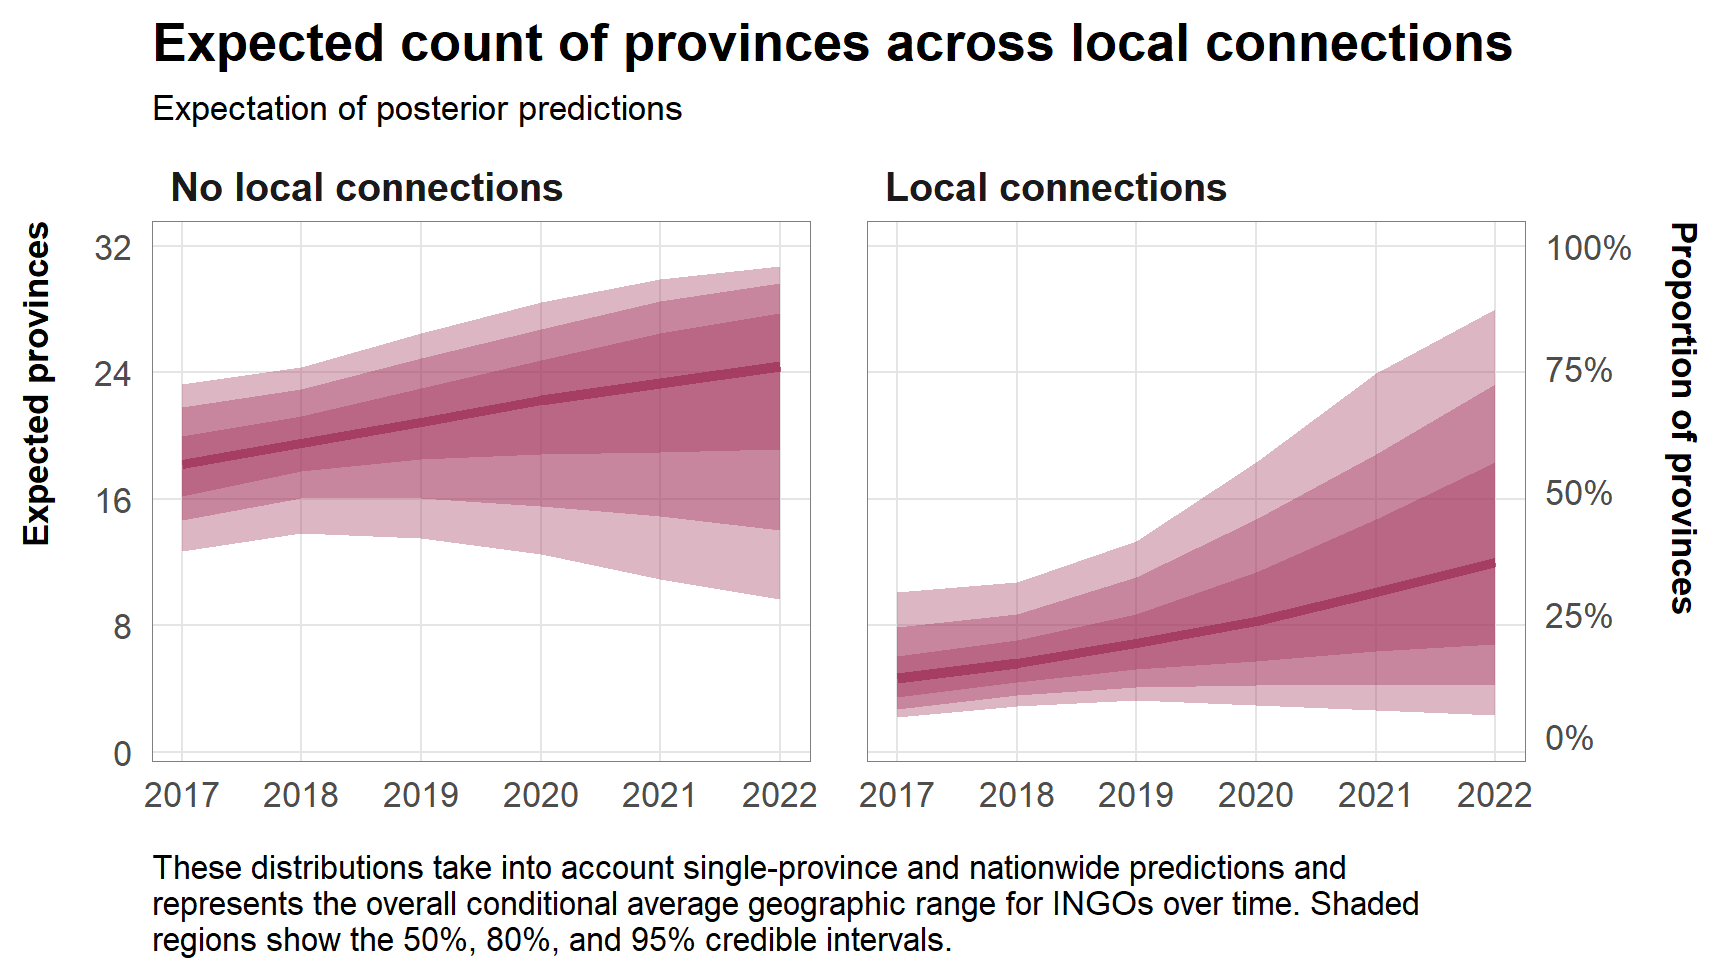 Expected count of provinces across local connections
Expectation of posterior predictions
No local connections
Local connections
Expected provinces
32
24
16
8
0
100%
75%
50%
25%
0%
Proportion of provinces
2017 2018 2019 2020 2021 2022
2017 2018 2019 2020 2021 2022
These distributions take into account single-province and nationwide predictions and
represents the overall conditional average geographic range for INGOs over time. Shaded
regions show the 50%, 80%, and 95% credible intervals.